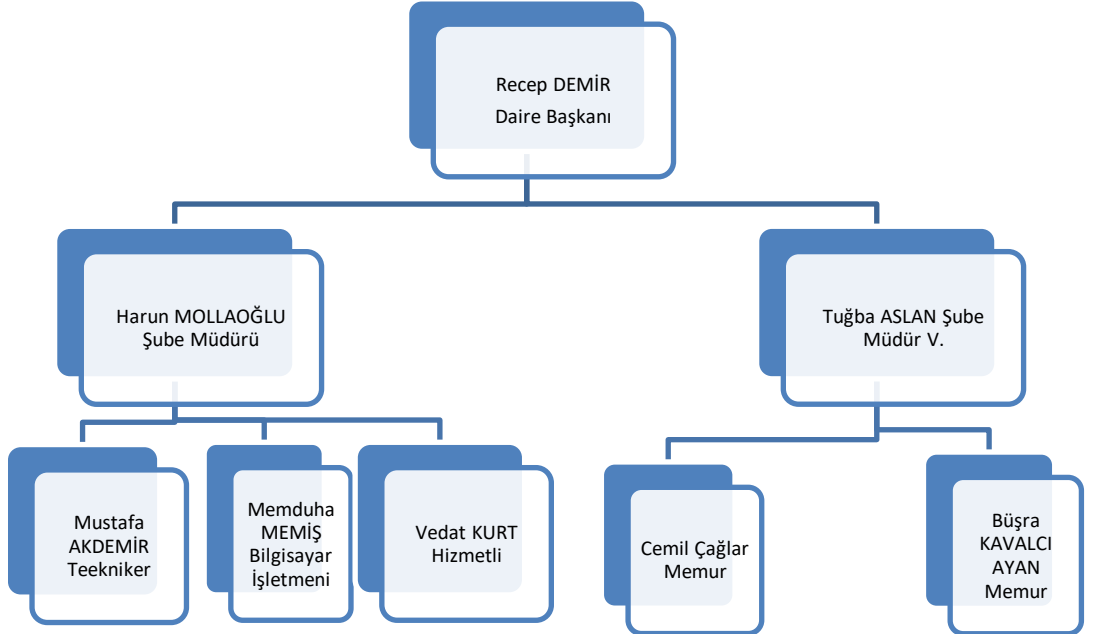 Recep DEMİR
Daire Başkanı
Harun MOLLAOĞLU
Şube Müdürü
Tuğba ASLAN Şube
Müdür V.
Mustafa
AKDEMİR
Teekniker
Memduha
MEMİŞ
Bilgisayar
İşletmeni
Vedat KURT
Hizmetli
Cemil Çağlar
Memur
Büşra
KAVALCI
AYAN
Memur